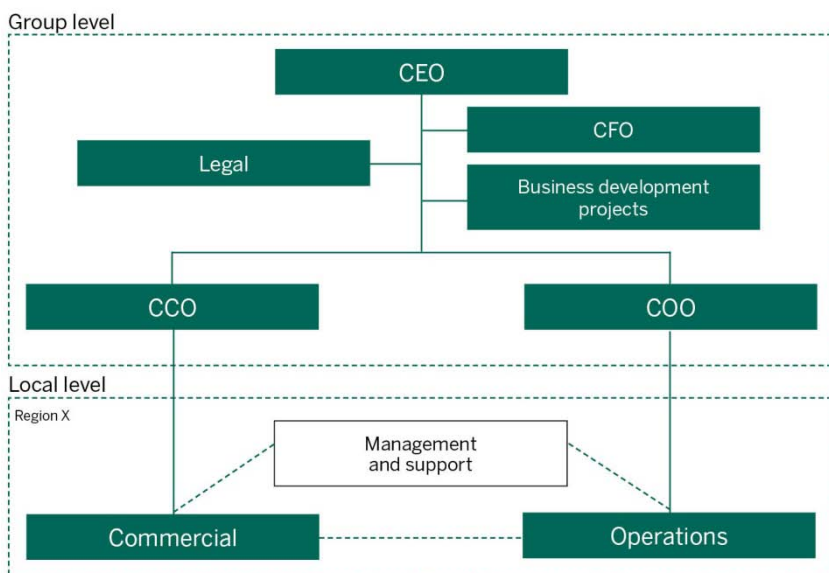 Group level
CEO
CFO
Legal
Business development
projects
CCO
COO
Local level
Region X
Management
and support
Commercial
Operations